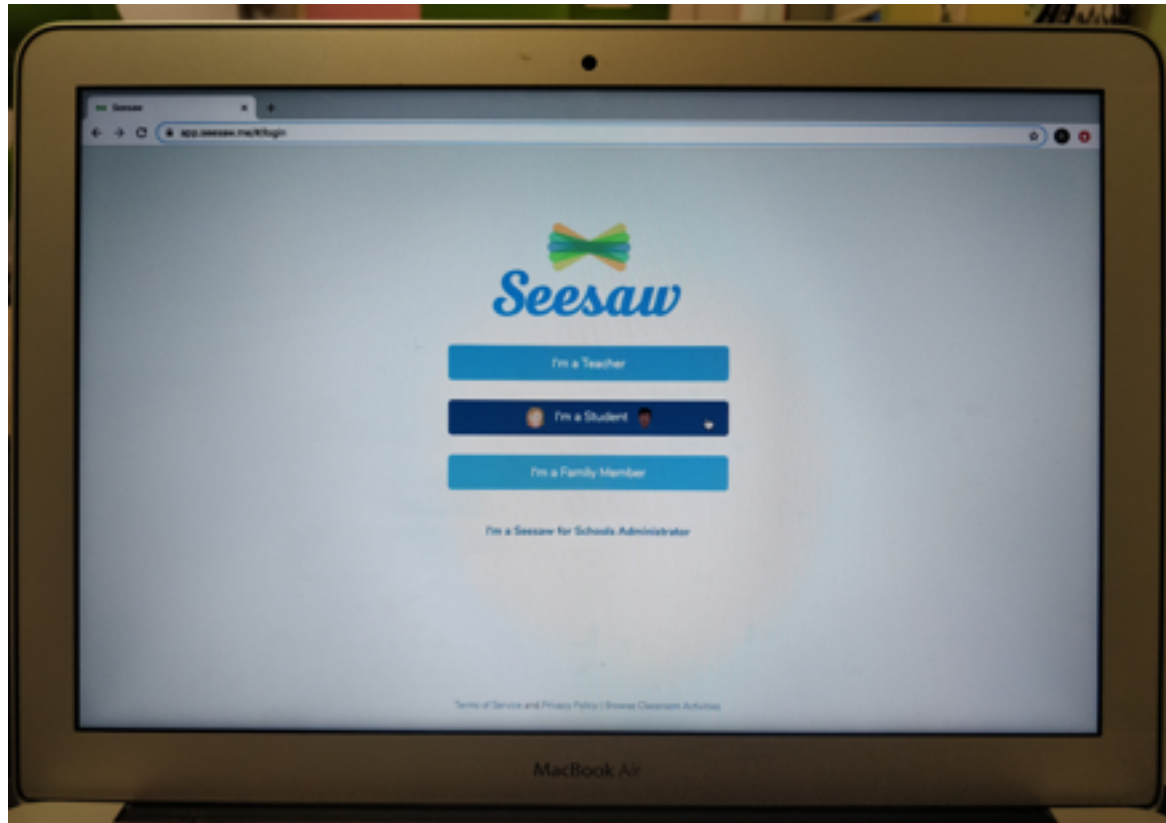 Seesaw
app.seesaw.me/#/login
Seesaw
I'm a Teacher
I'm a Student
I'm a Family Member
I'm a Seesaw for Schools Administrator
Terms of Service and Privacy Policy | Browse Classroom Activities
MacBook Air